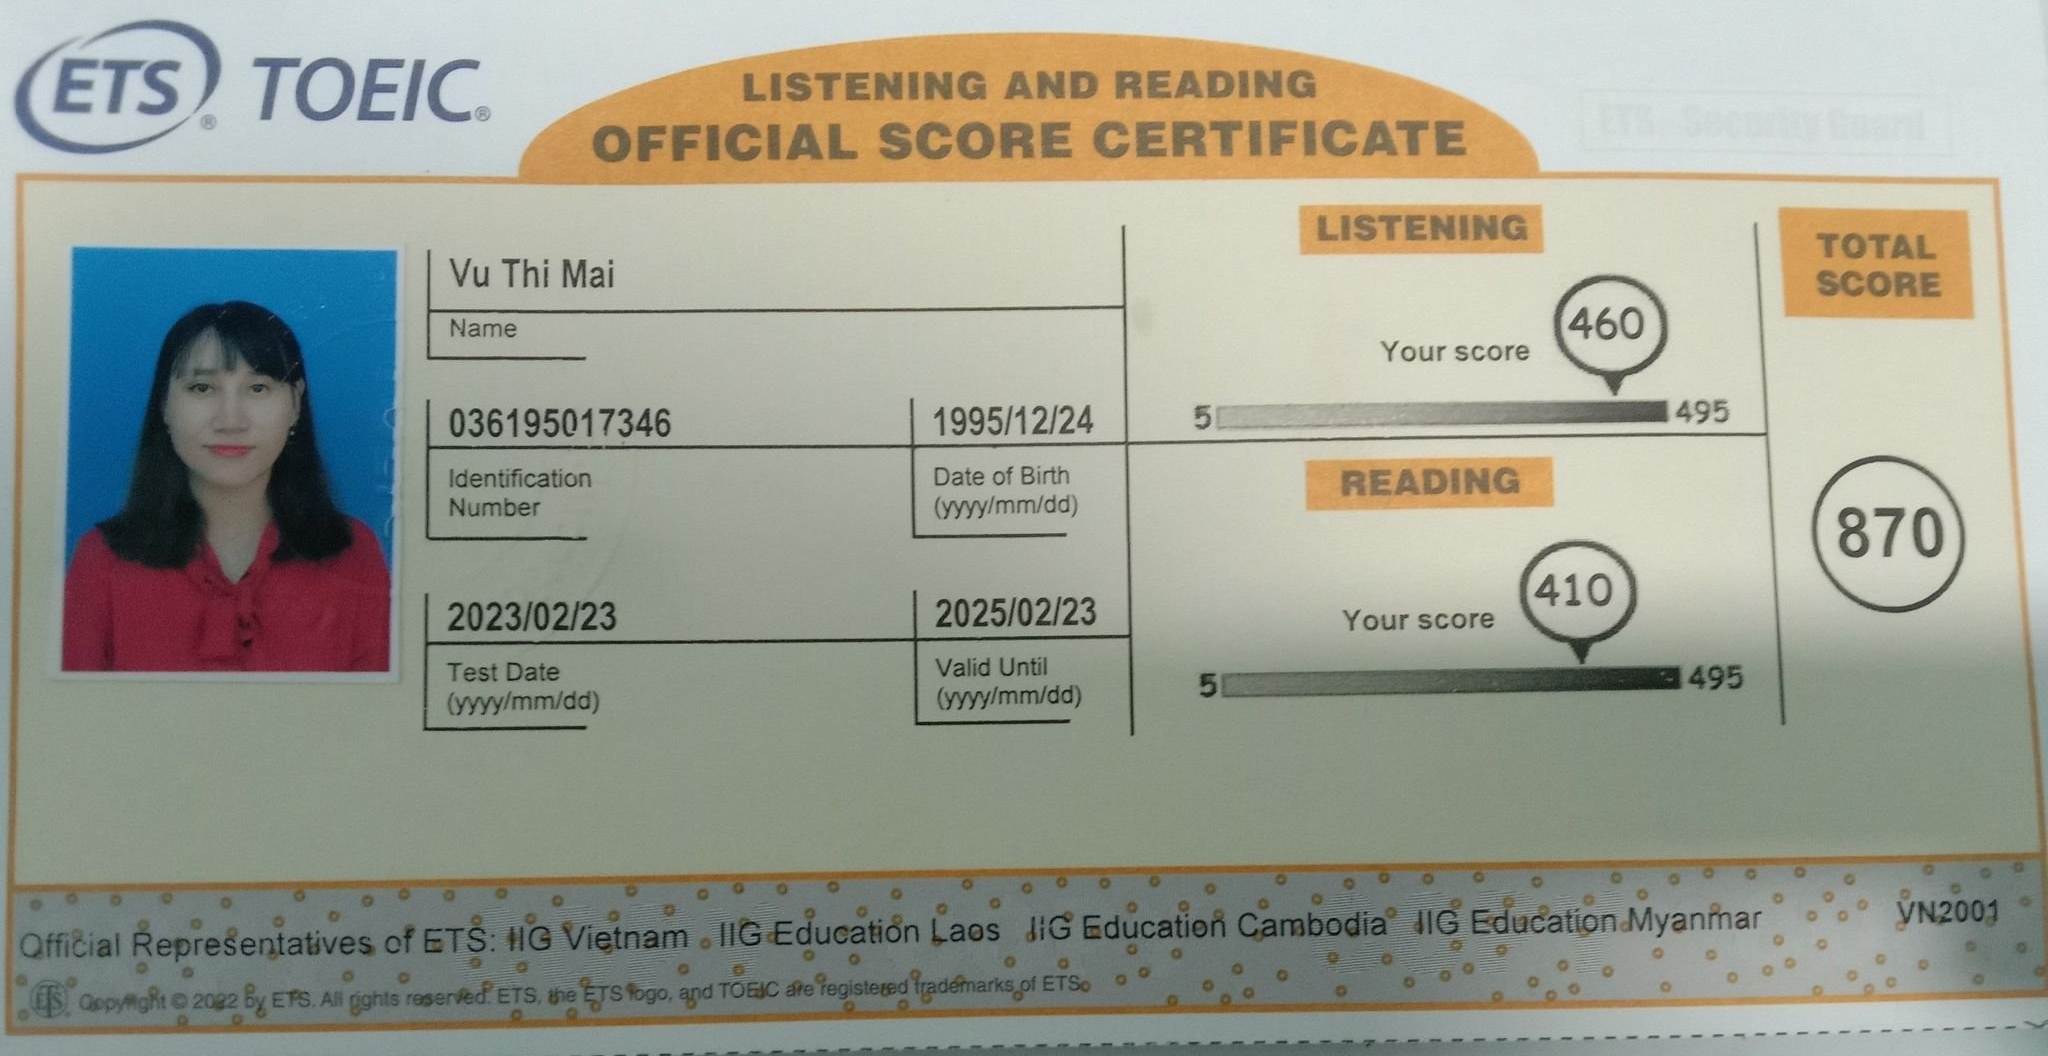 ETS® TOEIC®
LISTENING AND READING
OFFICIAL SCORE CERTIFICATE
ETS - Security Guard
Vu Thi Mai
Name
036195017346
Identification
Number
1995/12/24
Date of Birth
(yyyy/mm/dd)
2023/02/23
Test Date
(yyyy/mm/dd)
2025/02/23
Valid Until
(yyyy/mm/dd)
LISTENING
Your score 460
5 495
READING
Your score 410
5 495
TOTAL
SCORE
870
Official Representatives of ETS: IIG Vietnam IIG Education Laos IIG Education Cambodia IIG Education Myanmar VN2001
ETS Copyright © 2022 by ETS. All rights reserved. ETS, the ETS logo, and TOEIC are registered trademarks of ETS.